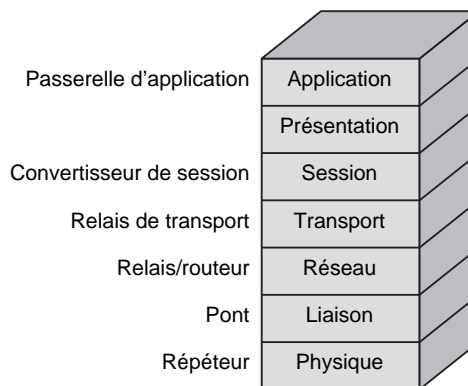 Passerelle d'application Application
Présentation
Convertisseur de session Session
Relais de transport Transport
Relais/routeur Réseau
Pont Liaison
Répéteur Physique